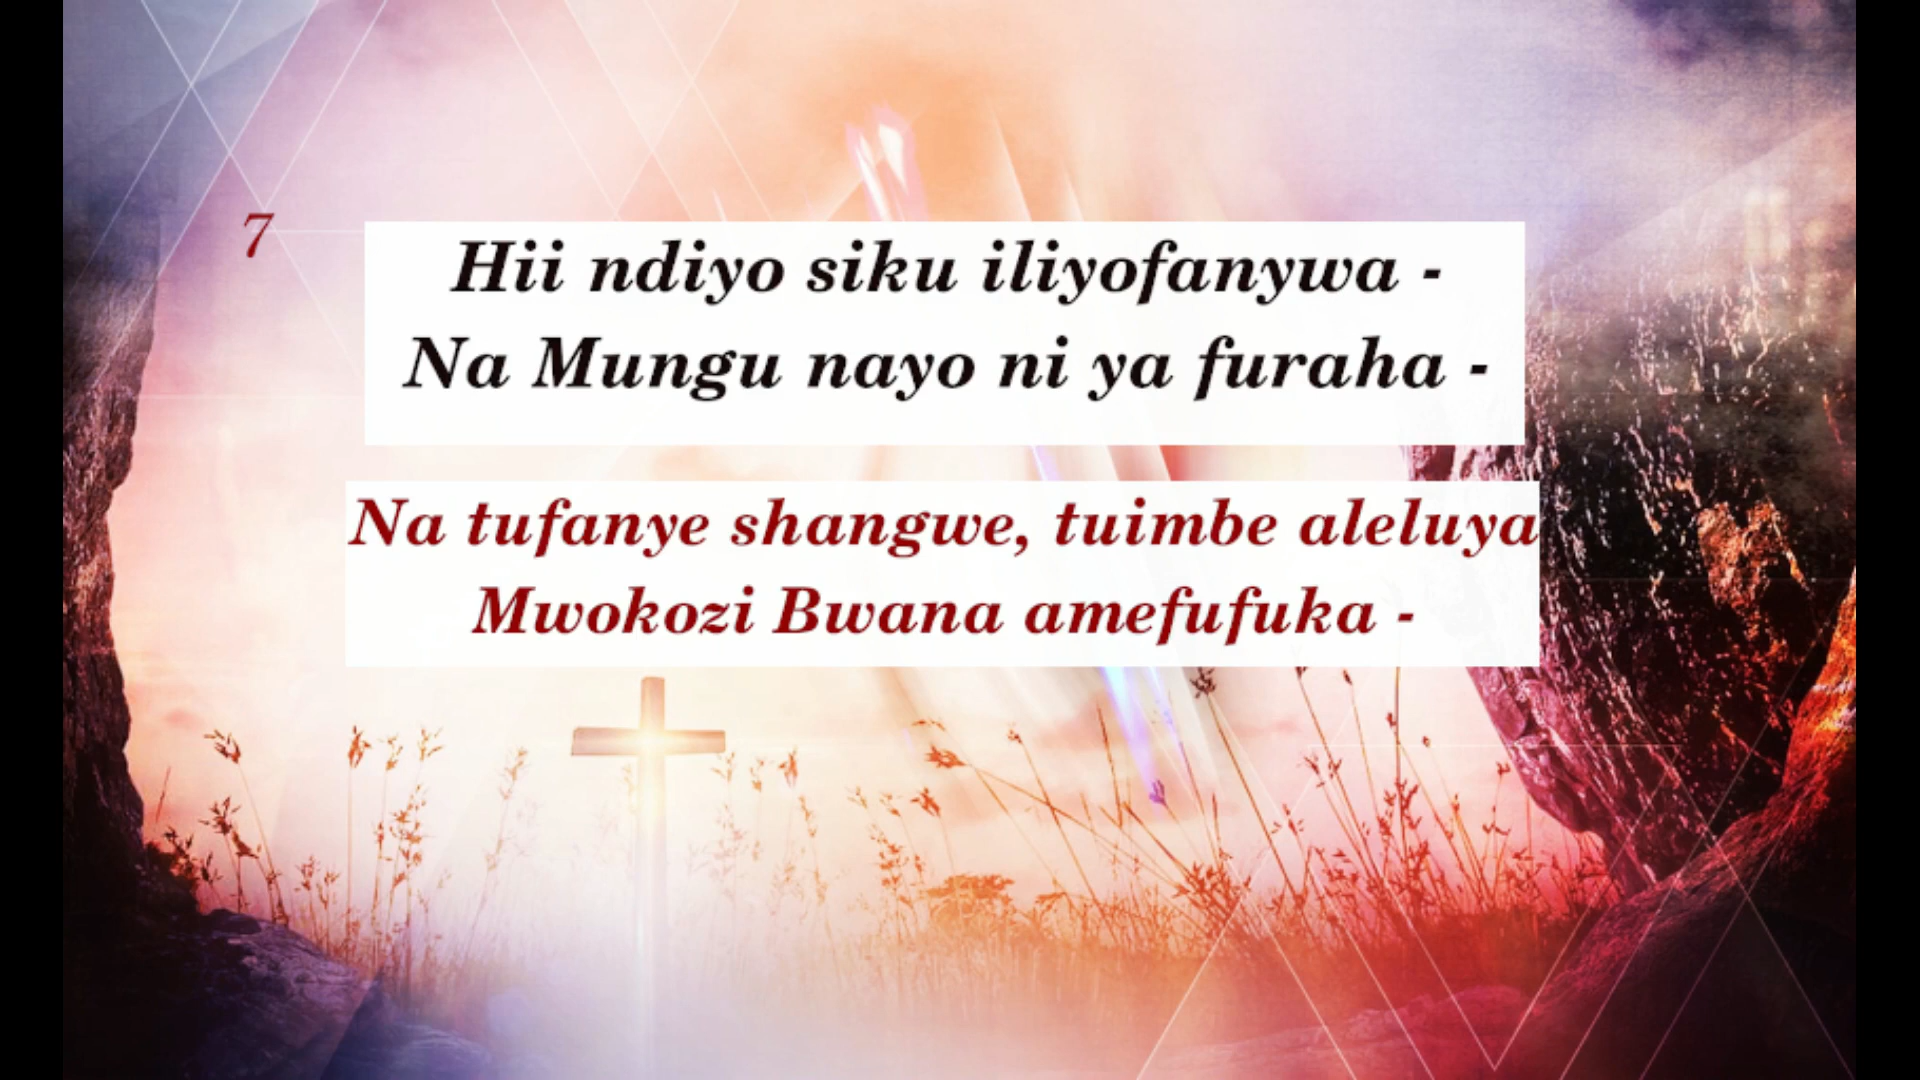 7
Hii ndiyo siku iliyofanywa -
Na Mungu nayo ni ya furaha -
Na tufanye shangwe, tuimbe aleluya
Mwokozi Bwana amefufuka -